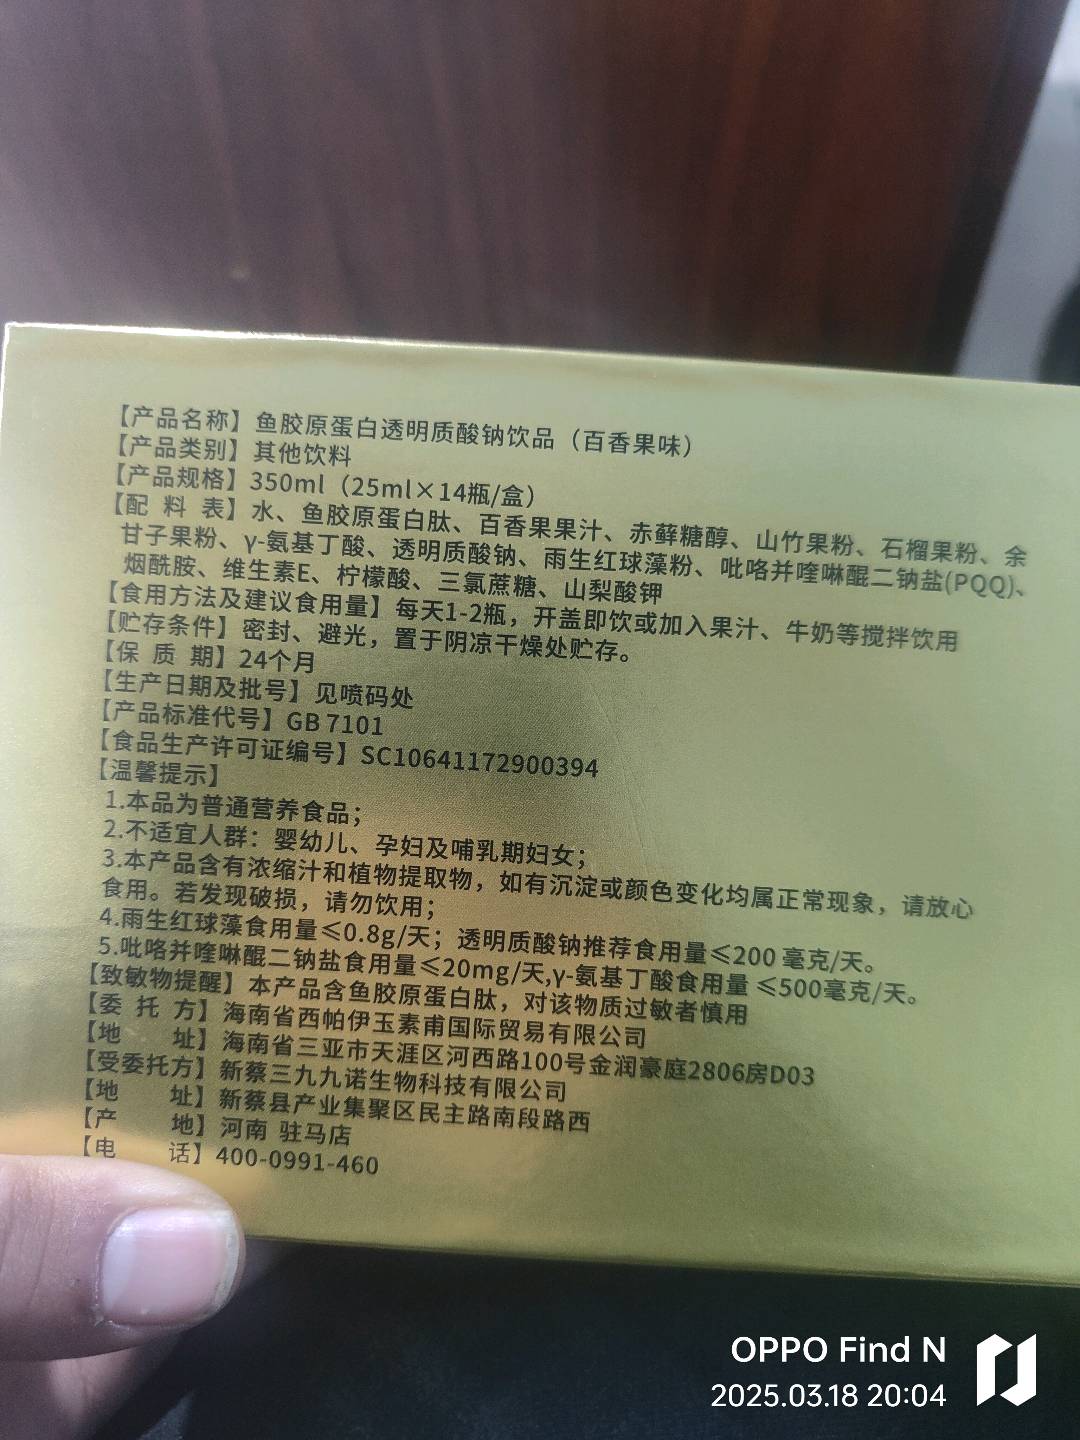 【产品名称】鱼胶原蛋白透明质酸钠饮品（百香果味）
【产品类别】其他饮料
【产品规格】350ml（25ml×14瓶/盒）
【配 料 表】水、鱼胶原蛋白肽、百香果果汁、赤藓糖醇、山竹果粉、石榴果粉、余
甘子果粉、γ-氨基丁酸、透明质酸钠、雨生红球藻粉、吡咯并喹啉醌二钠盐(PQQ)、
烟酰胺、维生素E、柠檬酸、三氯蔗糖、山梨酸钾
【食用方法及建议食用量】每天1-2瓶，开盖即饮或加入果汁、牛奶等搅拌饮用
【贮存条件】密封、避光，置于阴凉干燥处贮存。
【保 质 期】24个月
【生产日期及批号】见喷码处
【产品标准代号】GB 7101
【食品生产许可证编号】SC10641172900394
【温馨提示】
1.本品为普通营养食品；
2.不适宜人群：婴幼儿、孕妇及哺乳期妇女；
3.本产品含有浓缩汁和植物提取物，如有沉淀或颜色变化均属正常现象，请放心
食用。若发现破损，请勿饮用；
4.雨生红球藻食用量≤0.8g/天；透明质酸钠推荐食用量≤200 毫克/天。
5.吡咯并喹啉醌二钠盐食用量≤20mg/天,γ-氨基丁酸食用量 ≤500毫克/天。
【致敏物提醒】本产品含鱼胶原蛋白肽，对该物质过敏者慎用
【委 托 方】海南省西帕伊玉素甫国际贸易有限公司
【地 址】海南省三亚市天涯区河西路100号金润豪庭2806房D03
【受委托方】新蔡三九九诺生物科技有限公司
【地 址】新蔡县产业集聚区民主路南段路西
【产 地】河南 驻马店
【电 话】400-0991-460
OPPO Find N
2025.03.18 20:04